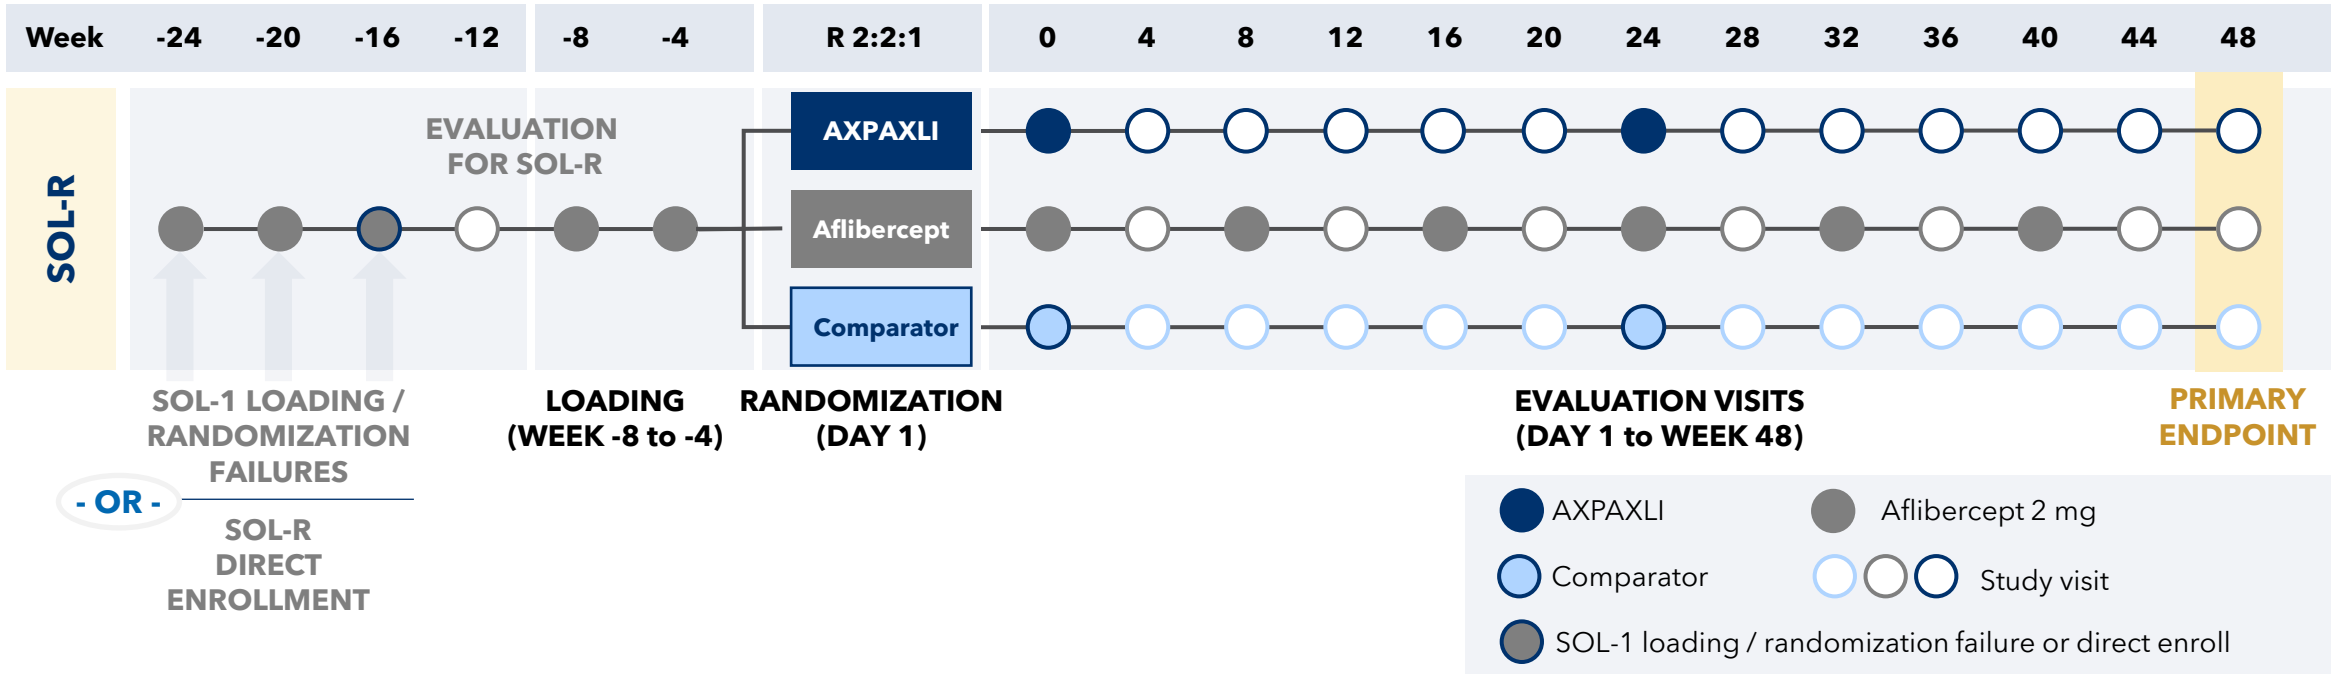 Week -24 -20 -16 -12 -8 -4 R 2:2:1 0 4 8 12 16 20 24 28 32 36 40 44 48
SOL-R
EVALUATION
FOR SOL-R
AXPAXLI
Aflibercept
Comparator
SOL-1 LOADING /
RANDOMIZATION
FAILURES
- OR -
SOL-R
DIRECT
ENROLLMENT
LOADING
(WEEK -8 to -4)
RANDOMIZATION
(DAY 1)
EVALUATION VISITS
(DAY 1 to WEEK 48)
PRIMARY
ENDPOINT
AXPAXLI
Aflibercept 2 mg
Comparator
Study visit
SOL-1 loading / randomization failure or direct enroll